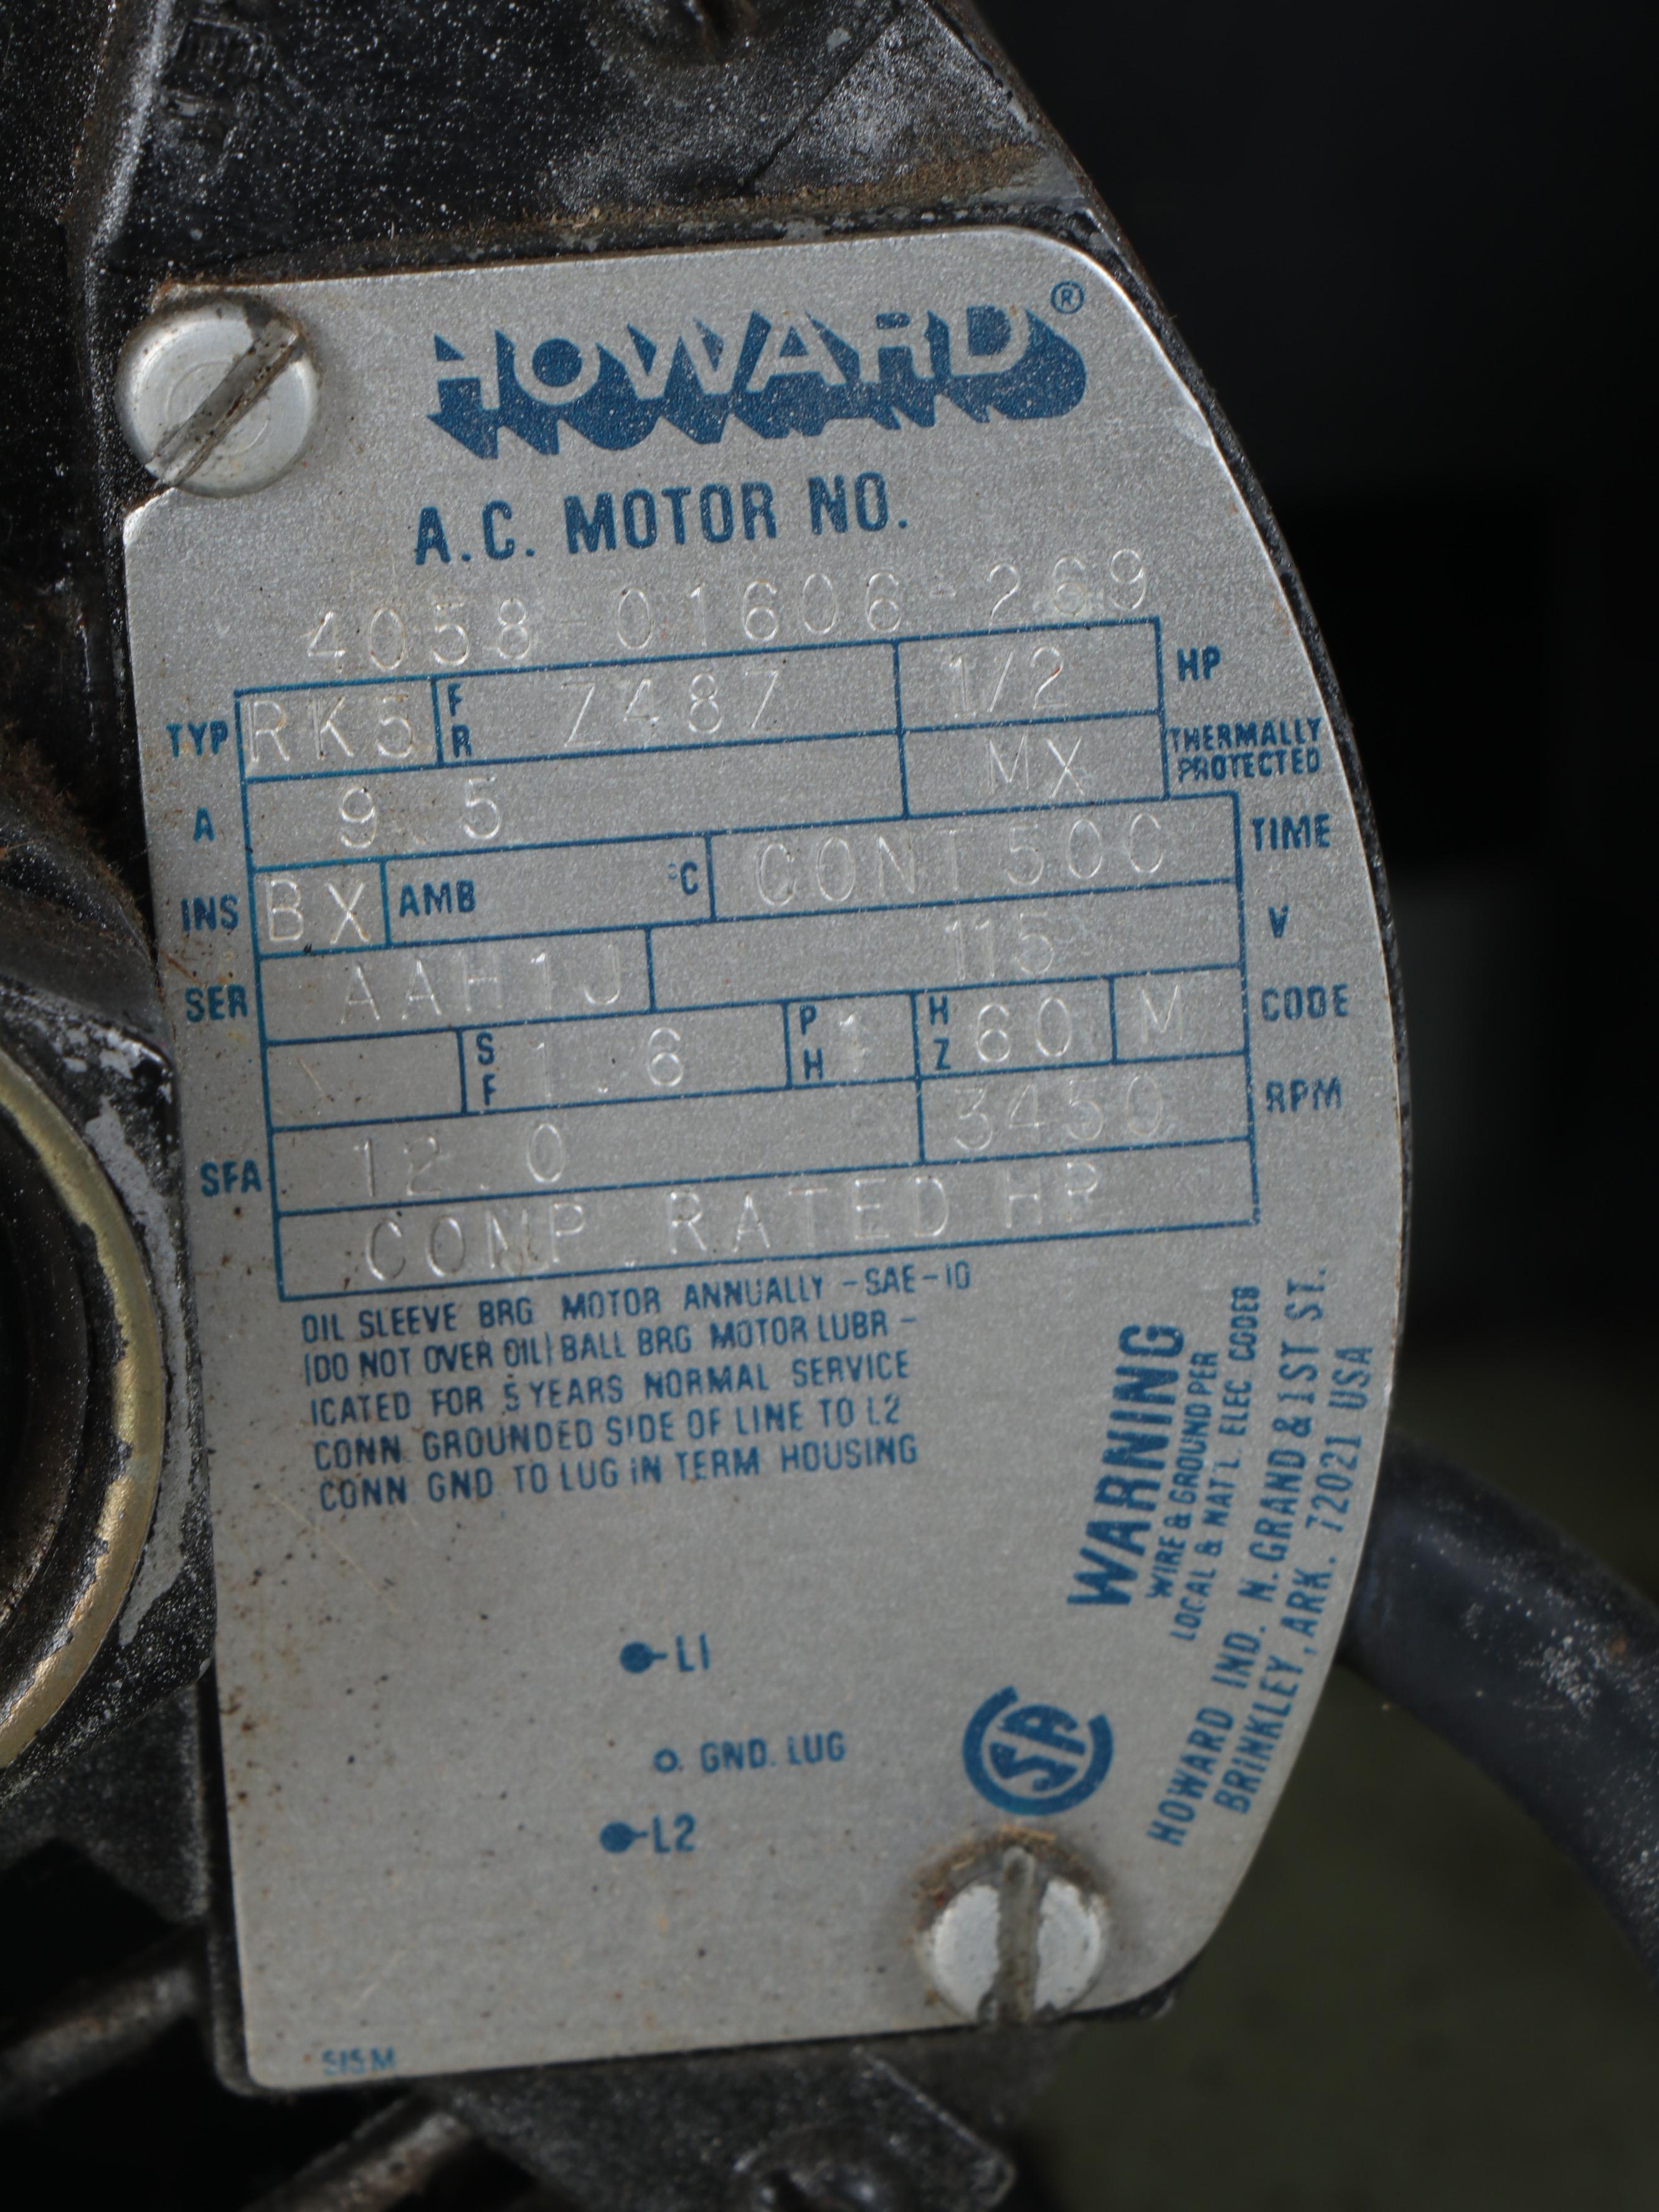 HOWARD®
A.C. MOTOR NO.
4058-01606-269
TYP RK5 FR 7487 1/2 HP
A 9.5 MX THERMALLY PROTECTED
INS BX AMB °C CONT 50C TIME
SER AAH1J 115 V
SF 1.6 PH 1 HZ 60 M CODE
SFA 12.0 3450 RPM
COMP RATED HP
OIL SLEEVE BRG MOTOR ANNUALLY -SAE-10
(DO NOT OVER OIL) BALL BRG MOTOR LUBR-
ICATED FOR 5 YEARS NORMAL SERVICE
CONN GROUNDED SIDE OF LINE TO L2
CONN GND TO LUG IN TERM HOUSING
WARNING
WIRE & GROUND PER
LOCAL & NAT'L ELEC CODES
HOWARD IND. N. GRAND & 1ST ST.
BRINKLEY, ARK. 72021 USA
L1
GND. LUG
L2
SA